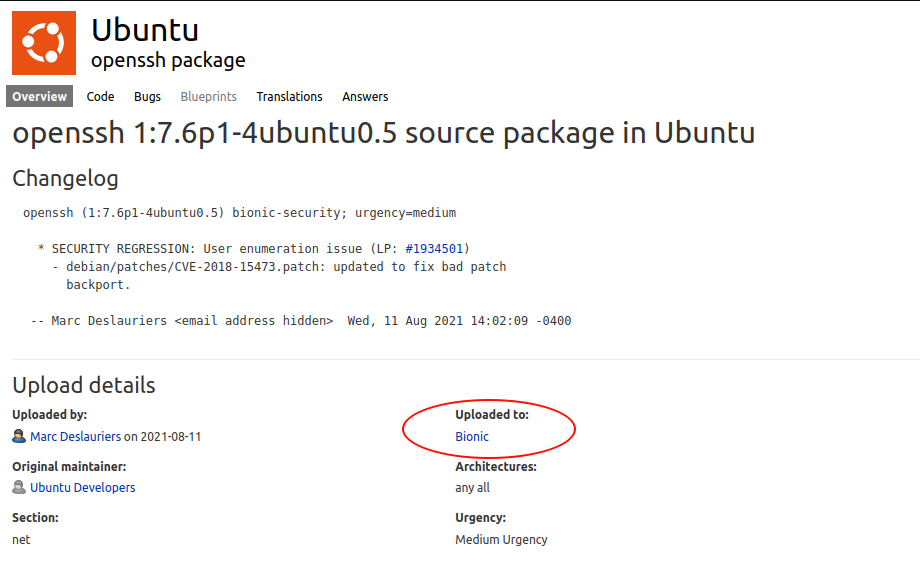 Ubuntu
openssh package
Overview Code Bugs Blueprints Translations Answers
openssh 1:7.6p1-4ubuntu0.5 source package in Ubuntu
Changelog
openssh (1:7.6p1-4ubuntu0.5) bionic-security; urgency=medium
* SECURITY REGRESSION: User enumeration issue (LP: #1934501)
- debian/patches/CVE-2018-15473.patch: updated to fix bad patch
backport.
-- Marc Deslauriers <email address hidden>  Wed, 11 Aug 2021 14:02:09 -0400
Upload details
Uploaded by:
Marc Deslauriers on 2021-08-11
Uploaded to:
Bionic
Original maintainer:
Ubuntu Developers
Architectures:
any all
Section:
net
Urgency:
Medium Urgency